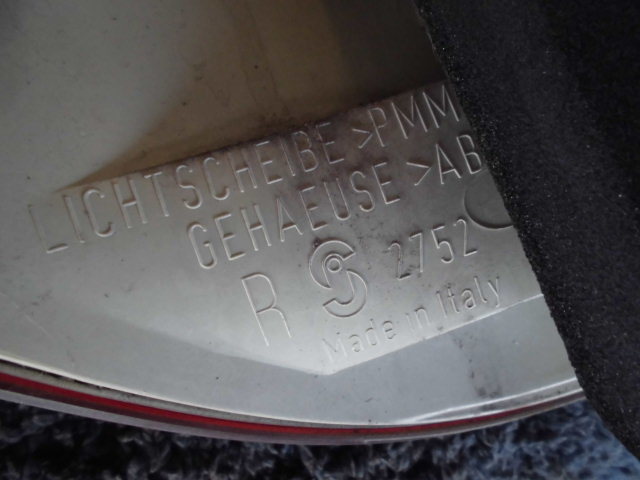 LICHTSCHEIBE >PMM
GEHAEUSE >AB
R S 2752
Made in Italy